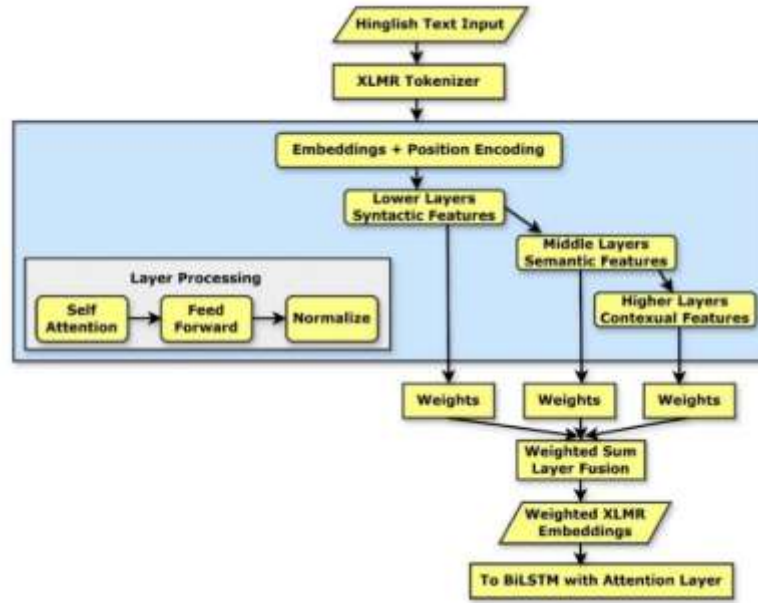 Hinglish Text Input
XLMR Tokenizer
Embeddings + Position Encoding
Lower Layers
Syntactic Features
Middle Layers
Semantic Features
Higher Layers
Contexual Features
Layer Processing
Self
Attention
Feed
Forward
Normalize
Weights
Weights
Weights
Weighted Sum
Layer Fusion
Weighted XLMR
Embeddings
To BiLSTM with Attention Layer